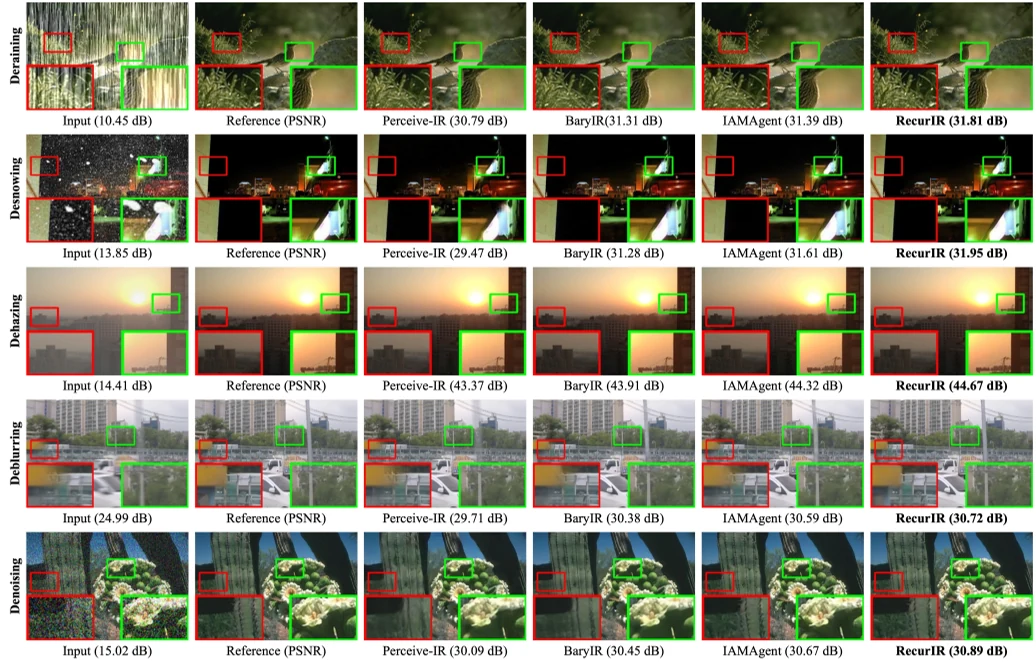 Deraining
Input (10.45 dB) Reference (PSNR) Perceive-IR (30.79 dB) BaryIR(31.31 dB) IAMAgent (31.39 dB) RecurIR (31.81 dB)
Desnowing
Input (13.85 dB) Reference (PSNR) Perceive-IR (29.47 dB) BaryIR (31.28 dB) IAMAgent (31.61 dB) RecurIR (31.95 dB)
Dehazing
Input (14.41 dB) Reference (PSNR) Perceive-IR (43.37 dB) BaryIR (43.91 dB) IAMAgent (44.32 dB) RecurIR (44.67 dB)
Deblurring
Input (24.99 dB) Reference (PSNR) Perceive-IR (29.71 dB) BaryIR (30.38 dB) IAMAgent (30.59 dB) RecurIR (30.72 dB)
Denoising
Input (15.02 dB) Reference (PSNR) Perceive-IR (30.09 dB) BaryIR (30.45 dB) IAMAgent (30.67 dB) RecurIR (30.89 dB)